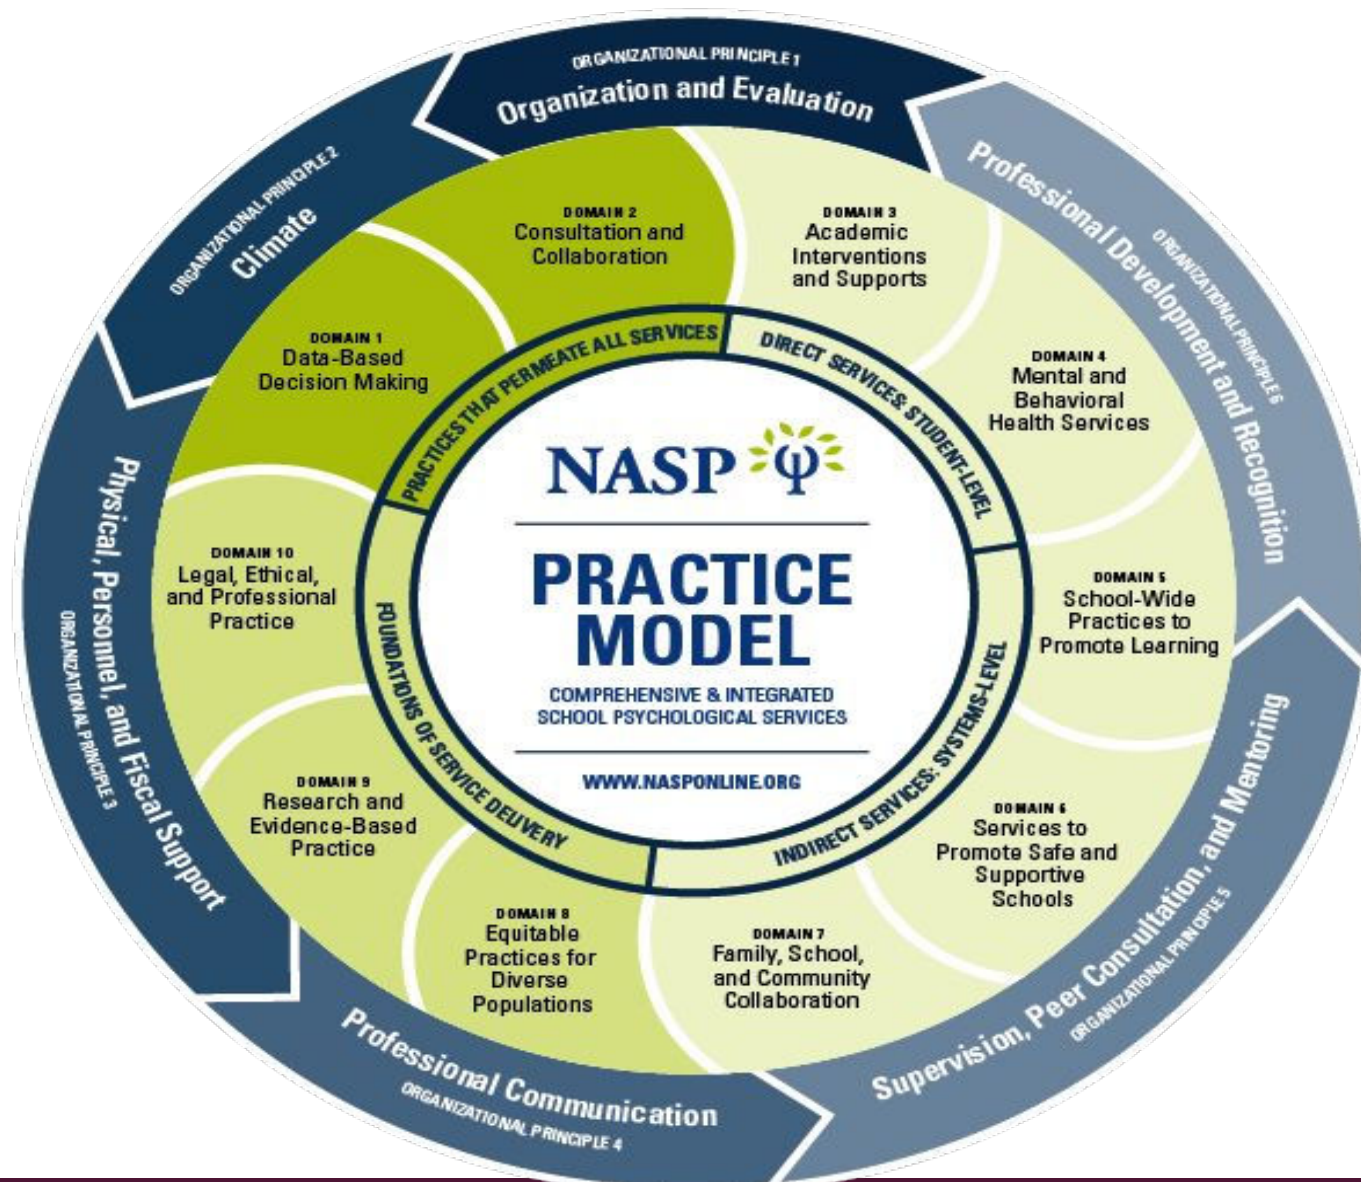 ORGANIZATIONAL PRINCIPLE 1
Organization and Evaluation
ORGANIZATIONAL PRINCIPLE 2
Climate
Physical, Personnel, and Fiscal Support
ORGANIZATIONAL PRINCIPLE 3
Professional Communication
ORGANIZATIONAL PRINCIPLE 4
Supervision, Peer Consultation, and Mentoring
ORGANIZATIONAL PRINCIPLE 5
ORGANIZATIONAL PRINCIPLE 6
Professional Development and Recognition
DOMAIN 1
Data-Based
Decision Making
DOMAIN 2
Consultation and
Collaboration
DOMAIN 3
Academic
Interventions
and Supports
DOMAIN 4
Mental and
Behavioral
Health Services
DOMAIN 5
School-Wide
Practices to
Promote Learning
DOMAIN 6
Services to
Promote Safe and
Supportive
Schools
DOMAIN 7
Family, School,
and Community
Collaboration
DOMAIN 8
Equitable
Practices for
Diverse
Populations
DOMAIN 9
Research and
Evidence-Based
Practice
DOMAIN 10
Legal, Ethical,
and Professional
Practice
PRACTICES THAT PERMEATE ALL SERVICES
DIRECT SERVICES: STUDENT-LEVEL
INDIRECT SERVICES: SYSTEMS-LEVEL
FOUNDATIONS OF SERVICE DELIVERY
NASP
PRACTICE
MODEL
COMPREHENSIVE & INTEGRATED
SCHOOL PSYCHOLOGICAL SERVICES
WWW.NASPONLINE.ORG